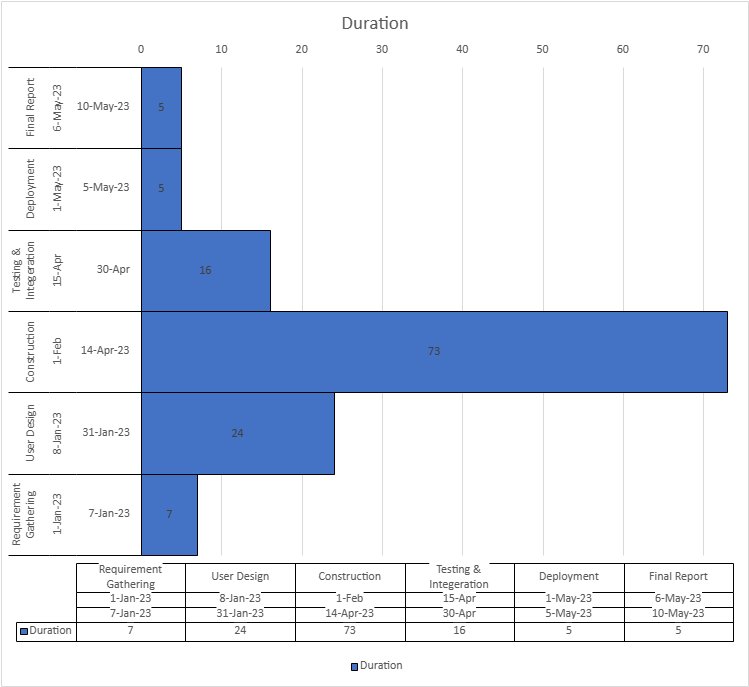 Duration
0 10 20 30 40 50 60 70
Final Report 6-May-23 10-May-23 5
Deployment 1-May-23 5-May-23 5
Testing &
Integeration 15-Apr 30-Apr 16
Construction 1-Feb 14-Apr-23 73
User Design 8-Jan-23 31-Jan-23 24
Requirement
Gathering 1-Jan-23 7-Jan-23 7
Requirement Gathering User Design Construction Testing & Integeration Deployment Final Report
1-Jan-23 8-Jan-23 1-Feb 15-Apr 1-May-23 6-May-23
7-Jan-23 31-Jan-23 14-Apr-23 30-Apr 5-May-23 10-May-23
Duration 7 24 73 16 5 5
Duration